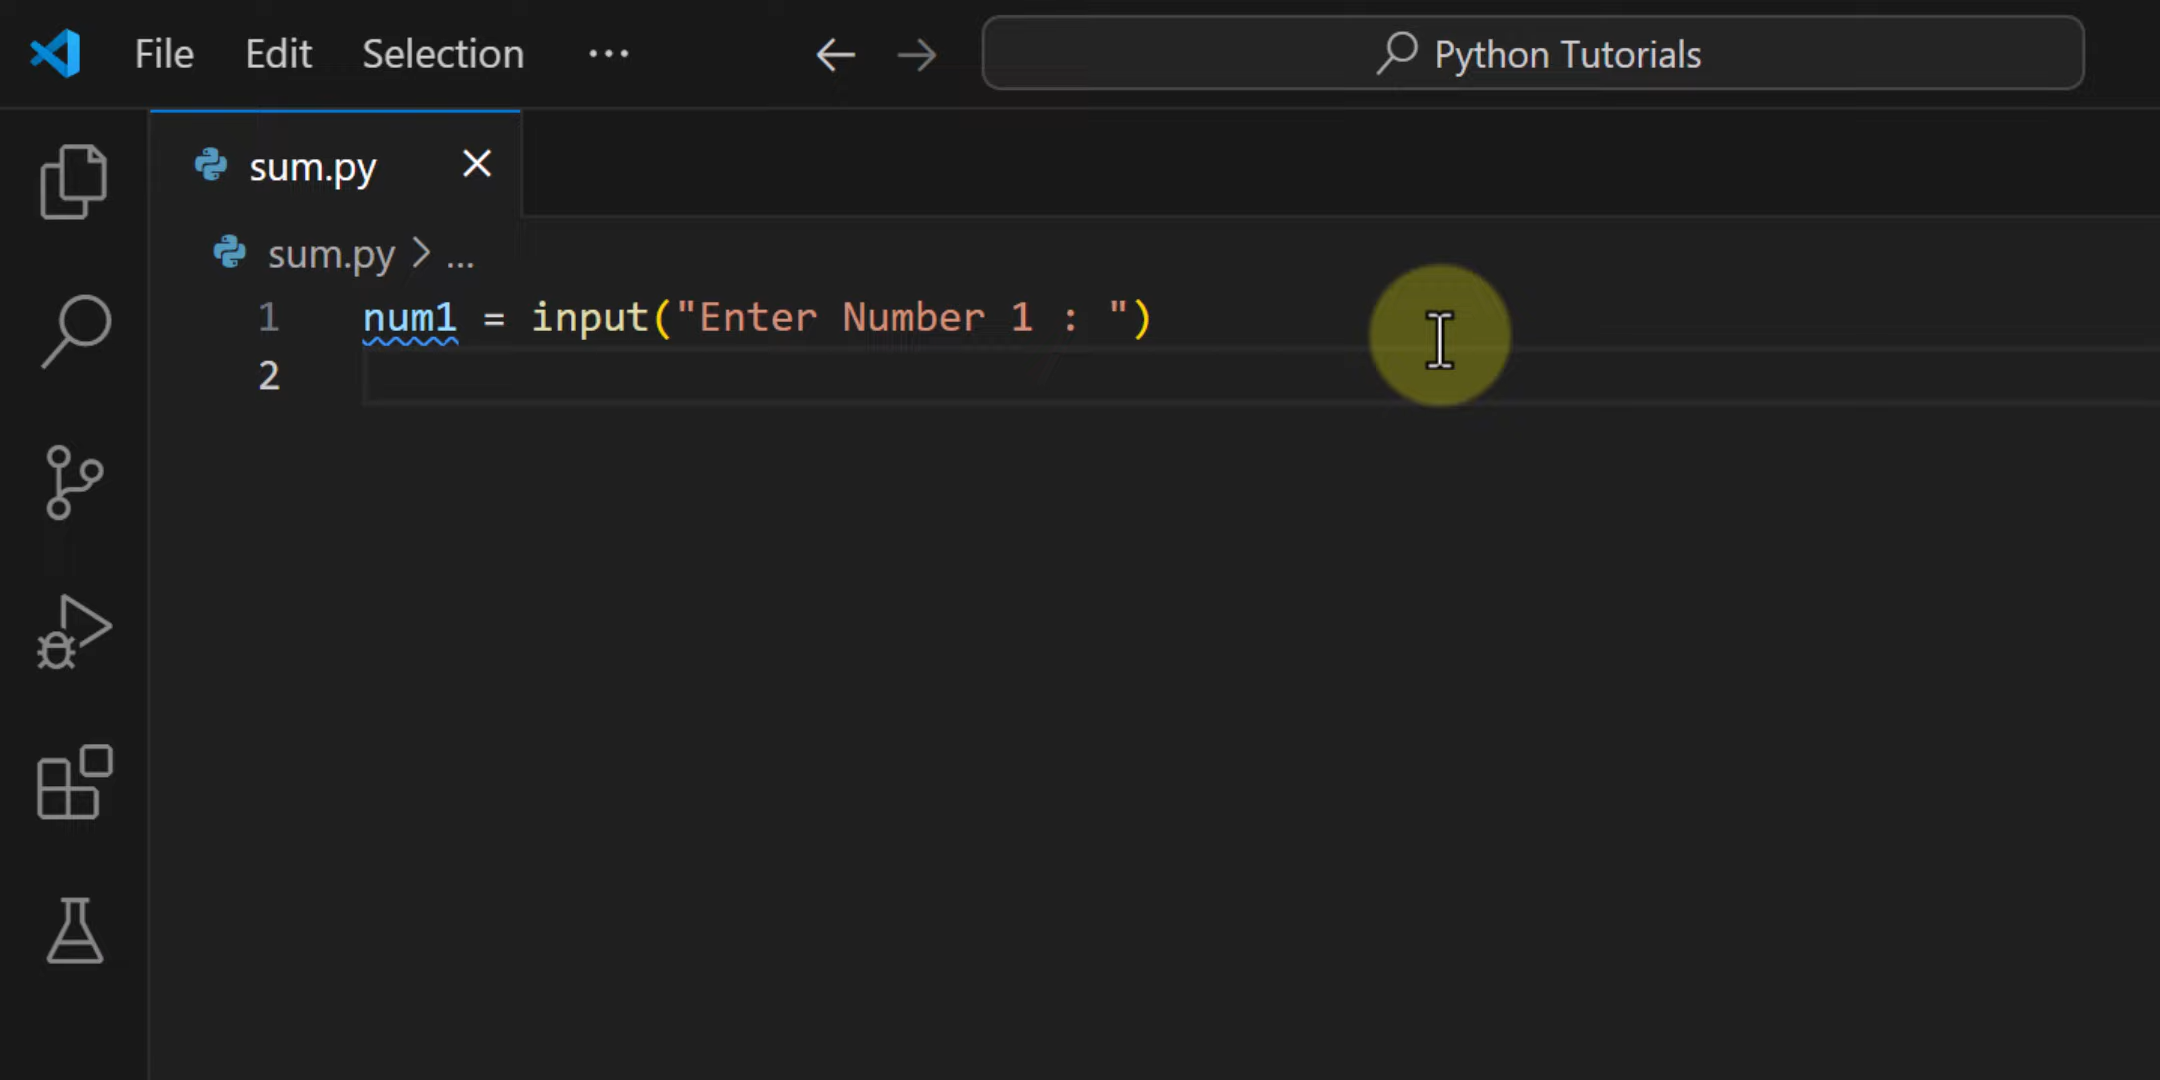 File Edit Selection ··· Python Tutorials
sum.py
sum.py > ...
1 num1 = input("Enter Number 1 : ")
2